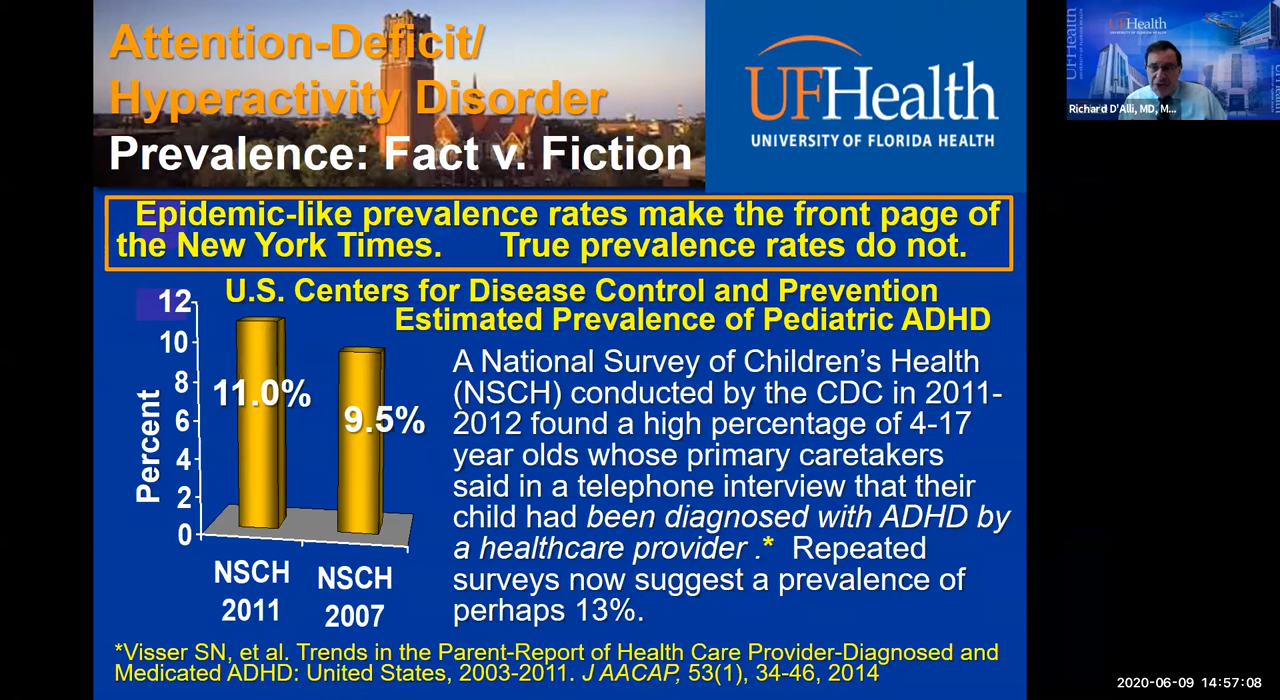 Attention-Deficit/
Hyperactivity Disorder
Prevalence: Fact v. Fiction
UFHealth
UNIVERSITY OF FLORIDA HEALTH
UFHealth
UNIVERSITY OF FLORIDA HEALTH
UFHealth
Richard D'Alli, MD, M...
Epidemic-like prevalence rates make the front page of
the New York Times. True prevalence rates do not.
U.S. Centers for Disease Control and Prevention
Estimated Prevalence of Pediatric ADHD
Percent
12
10
8
6
4
2
0
11.0%
9.5%
NSCH
2011
NSCH
2007
A National Survey of Children’s Health
(NSCH) conducted by the CDC in 2011-
2012 found a high percentage of 4-17
year olds whose primary caretakers
said in a telephone interview that their
child had been diagnosed with ADHD by
a healthcare provider .* Repeated
surveys now suggest a prevalence of
perhaps 13%.
*Visser SN, et al. Trends in the Parent-Report of Health Care Provider-Diagnosed and
Medicated ADHD: United States, 2003-2011. J AACAP, 53(1), 34-46, 2014
2020-06-09 14:57:08